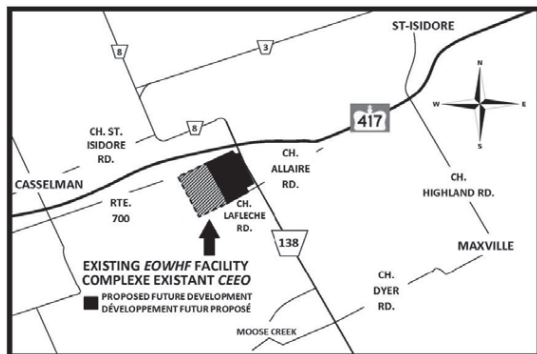 ST-ISIDORE
8
3
N
W
E
S
417
8
CH. ST.
ISIDORE
RD.
CH.
ALLAIRE
RD.
CASSELMAN
CH.
HIGHLAND RD.
RTE.
700
CH.
LAFLECHE
RD.
138
MAXVILLE
EXISTING EOWHF FACILITY
COMPLEXE EXISTANT CEEO
PROPOSED FUTURE DEVELOPMENT
DÉVELOPPEMENT FUTUR PROPOSÉ
CH.
DYER
RD.
MOOSE CREEK